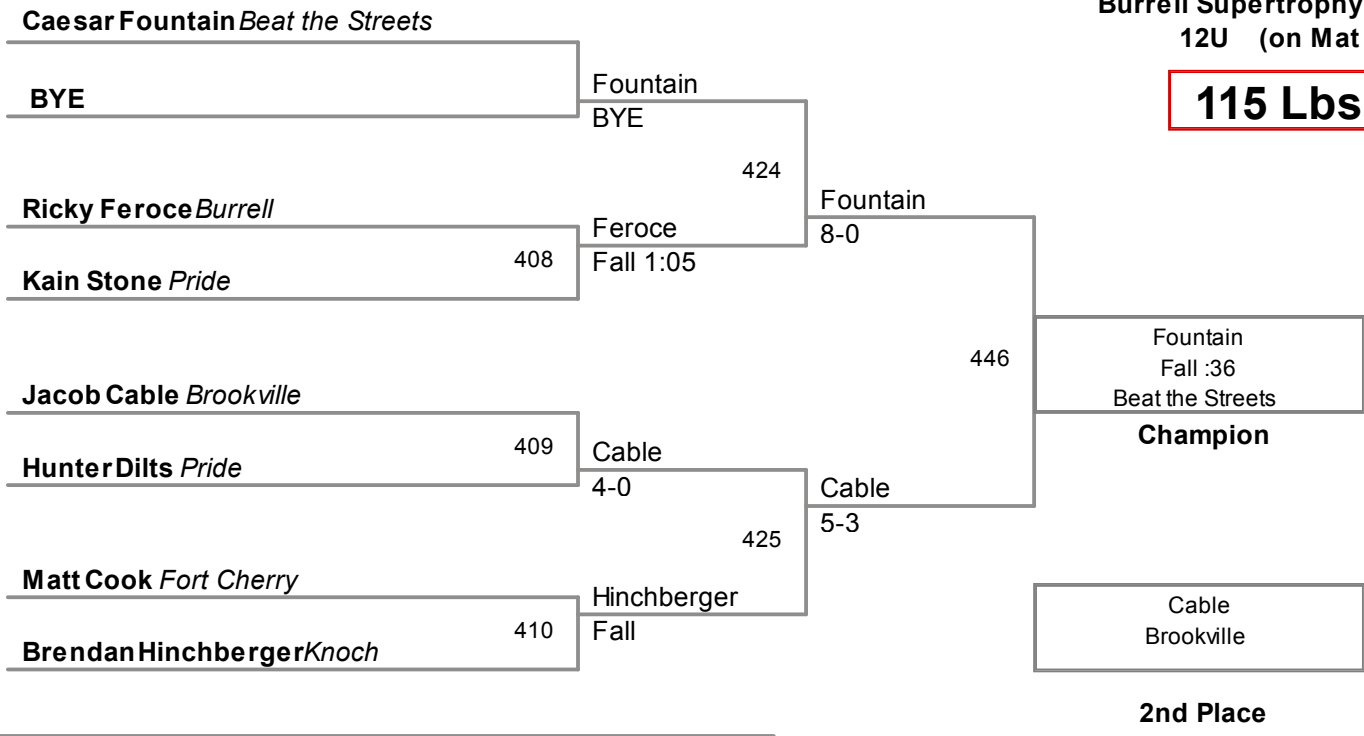 Burrell Supertrophy
12U (on Mat
115 Lbs
Caesar Fountain Beat the Streets
BYE
Fountain
BYE
424
Ricky Feroce Burrell
408
Kain Stone Pride
Feroce
Fall 1:05
Fountain
8-0
446
Fountain
Fall :36
Beat the Streets
Champion
Jacob Cable Brookville
409
Hunter Dilts Pride
Cable
4-0
425
Cable
5-3
Matt Cook Fort Cherry
410
Brendan Hinchberger Knoch
Hinchberger
Fall
Cable
Brookville
2nd Place